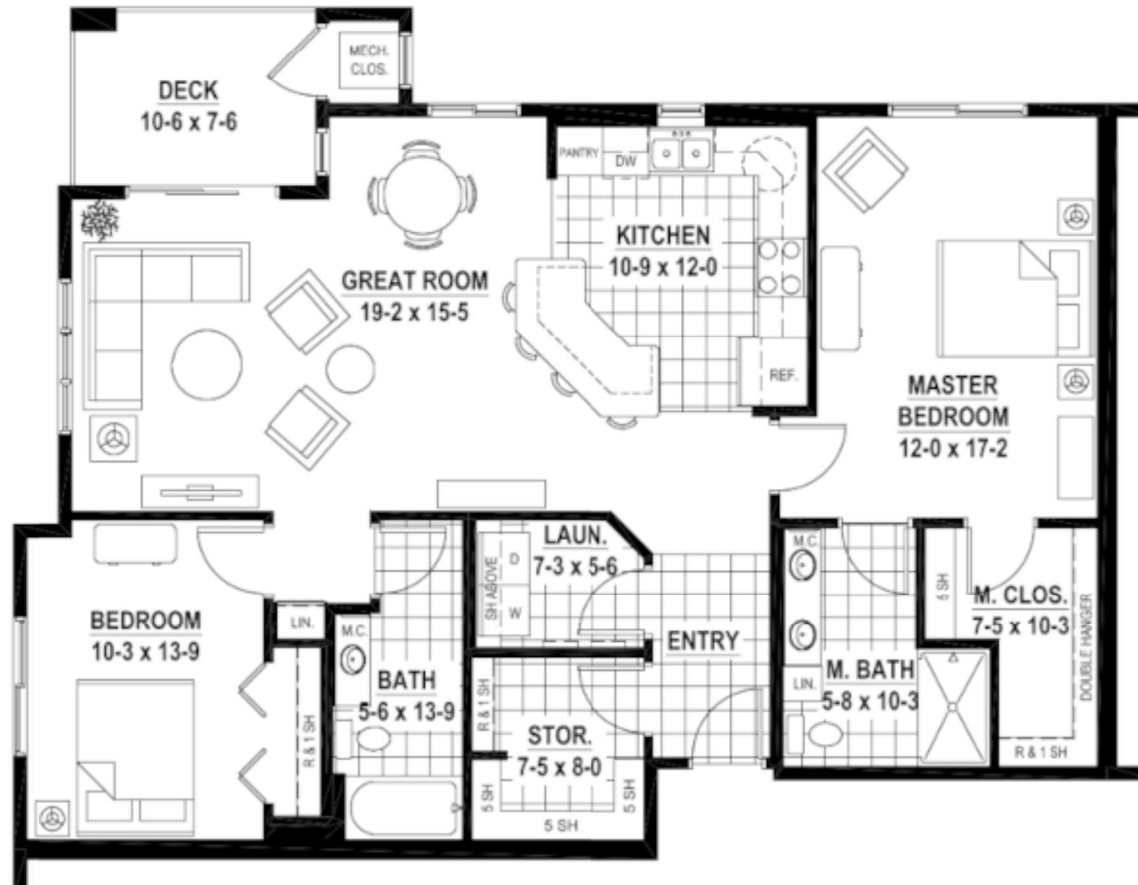 MECH.
CLOS.
DECK
10-6 x 7-6
PANTRY
DW
KITCHEN
10-9 x 12-0
GREAT ROOM
19-2 x 15-5
REF.
MASTER
BEDROOM
12-0 x 17-2
LAUN.
7-3 x 5-6
SH ABOVE
D
W
M.C.
5 SH
M. CLOS.
7-5 x 10-3
DOUBLE HANGER
BEDROOM
10-3 x 13-9
LIN.
M.C.
ENTRY
BATH
5-6 x 13-9
M. BATH
5-8 x 10-3
LIN.
R & 1 SH
R & 1 SH
STOR.
7-5 x 8-0
R & 1 SH
5 SH
5 SH
5 SH